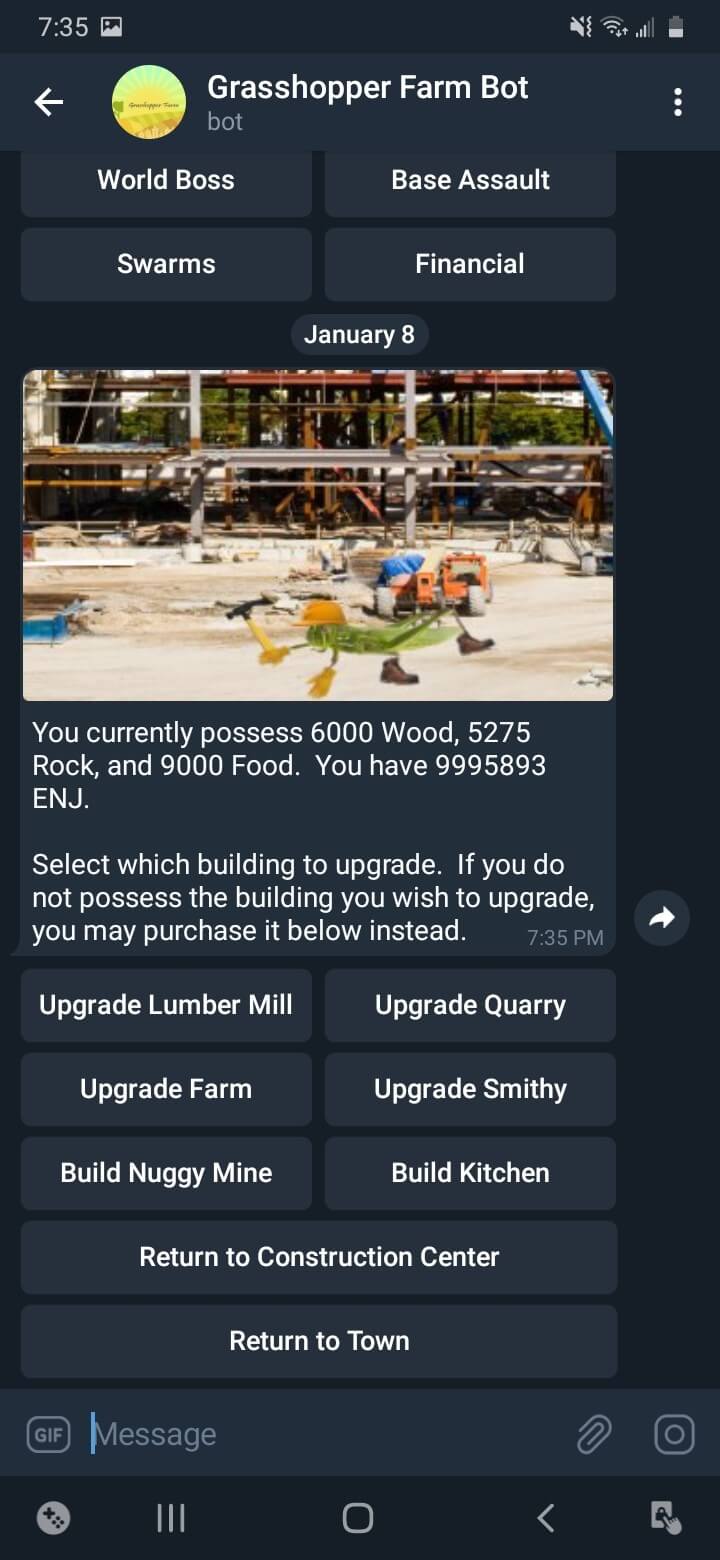 7:35
Grasshopper Farm Bot
Grasshopper Farm
bot
World Boss
Base Assault
Swarms
Financial
January 8
You currently possess 6000 Wood, 5275
Rock, and 9000 Food.  You have 9995893
ENJ.
Select which building to upgrade.  If you do
not possess the building you wish to upgrade,
you may purchase it below instead.
7:35 PM
Upgrade Lumber Mill
Upgrade Quarry
Upgrade Farm
Upgrade Smithy
Build Nuggy Mine
Build Kitchen
Return to Construction Center
Return to Town
GIF
Message